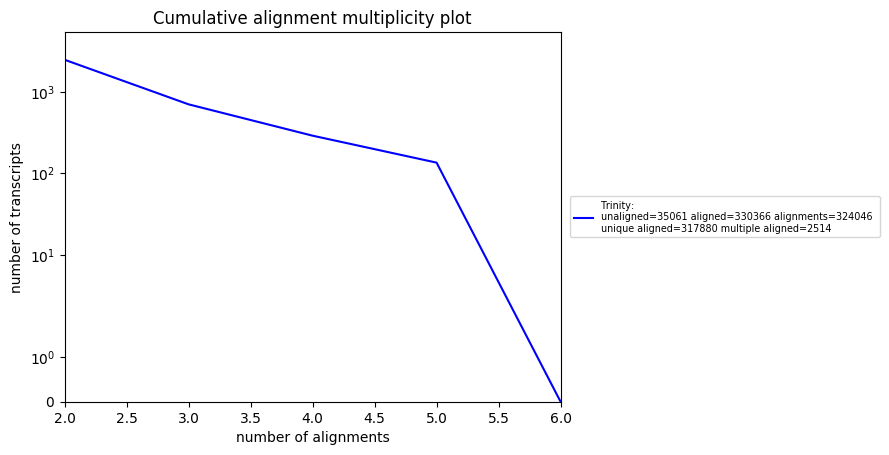 Cumulative alignment multiplicity plot
number of transcripts
10³
10²
10¹
10⁰
0
2.0 2.5 3.0 3.5 4.0 4.5 5.0 5.5 6.0
number of alignments
Trinity:
unaligned=35061 aligned=330366 alignments=324046
unique aligned=317880 multiple aligned=2514